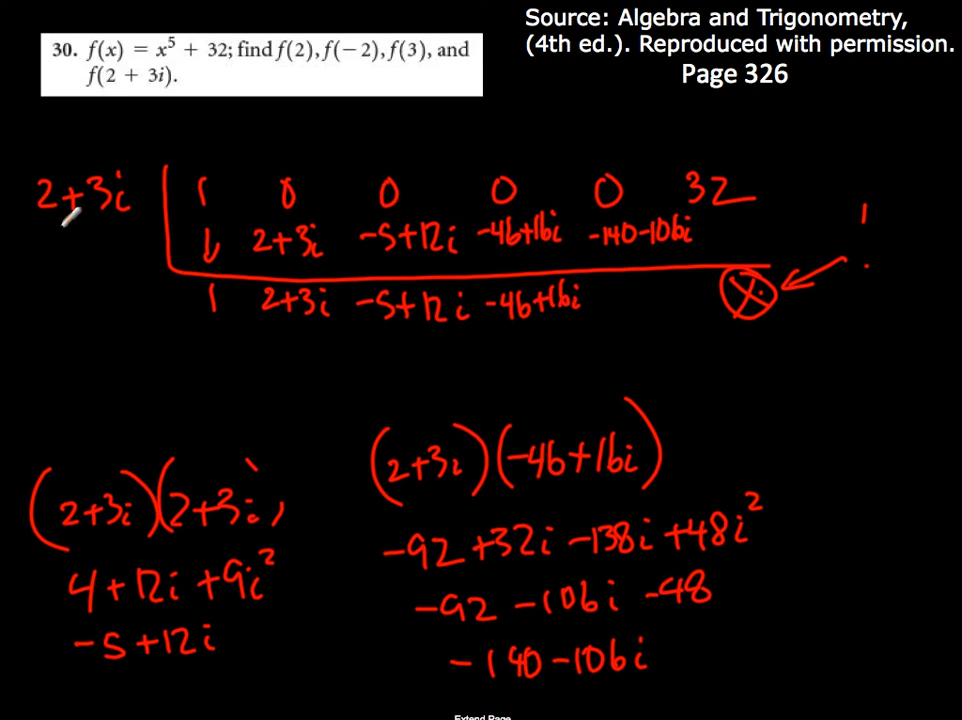 Source: Algebra and Trigonometry,
(4th ed.). Reproduced with permission.
Page 326
30. f(x) = x⁵ + 32; find f(2), f(−2), f(3), and
f(2 + 3i).
2+3i | 1 0 0 0 0 32
↓ 2+3i -5+12i -46+16i -140-106i
1 2+3i -5+12i -46+16i
(2+3i)(-46+16i)
(2+3i)(2+3i)
-92+32i-138i+48i²
4+12i+9i²
-92-106i-48
-5+12i
-140-106i
Extend Page